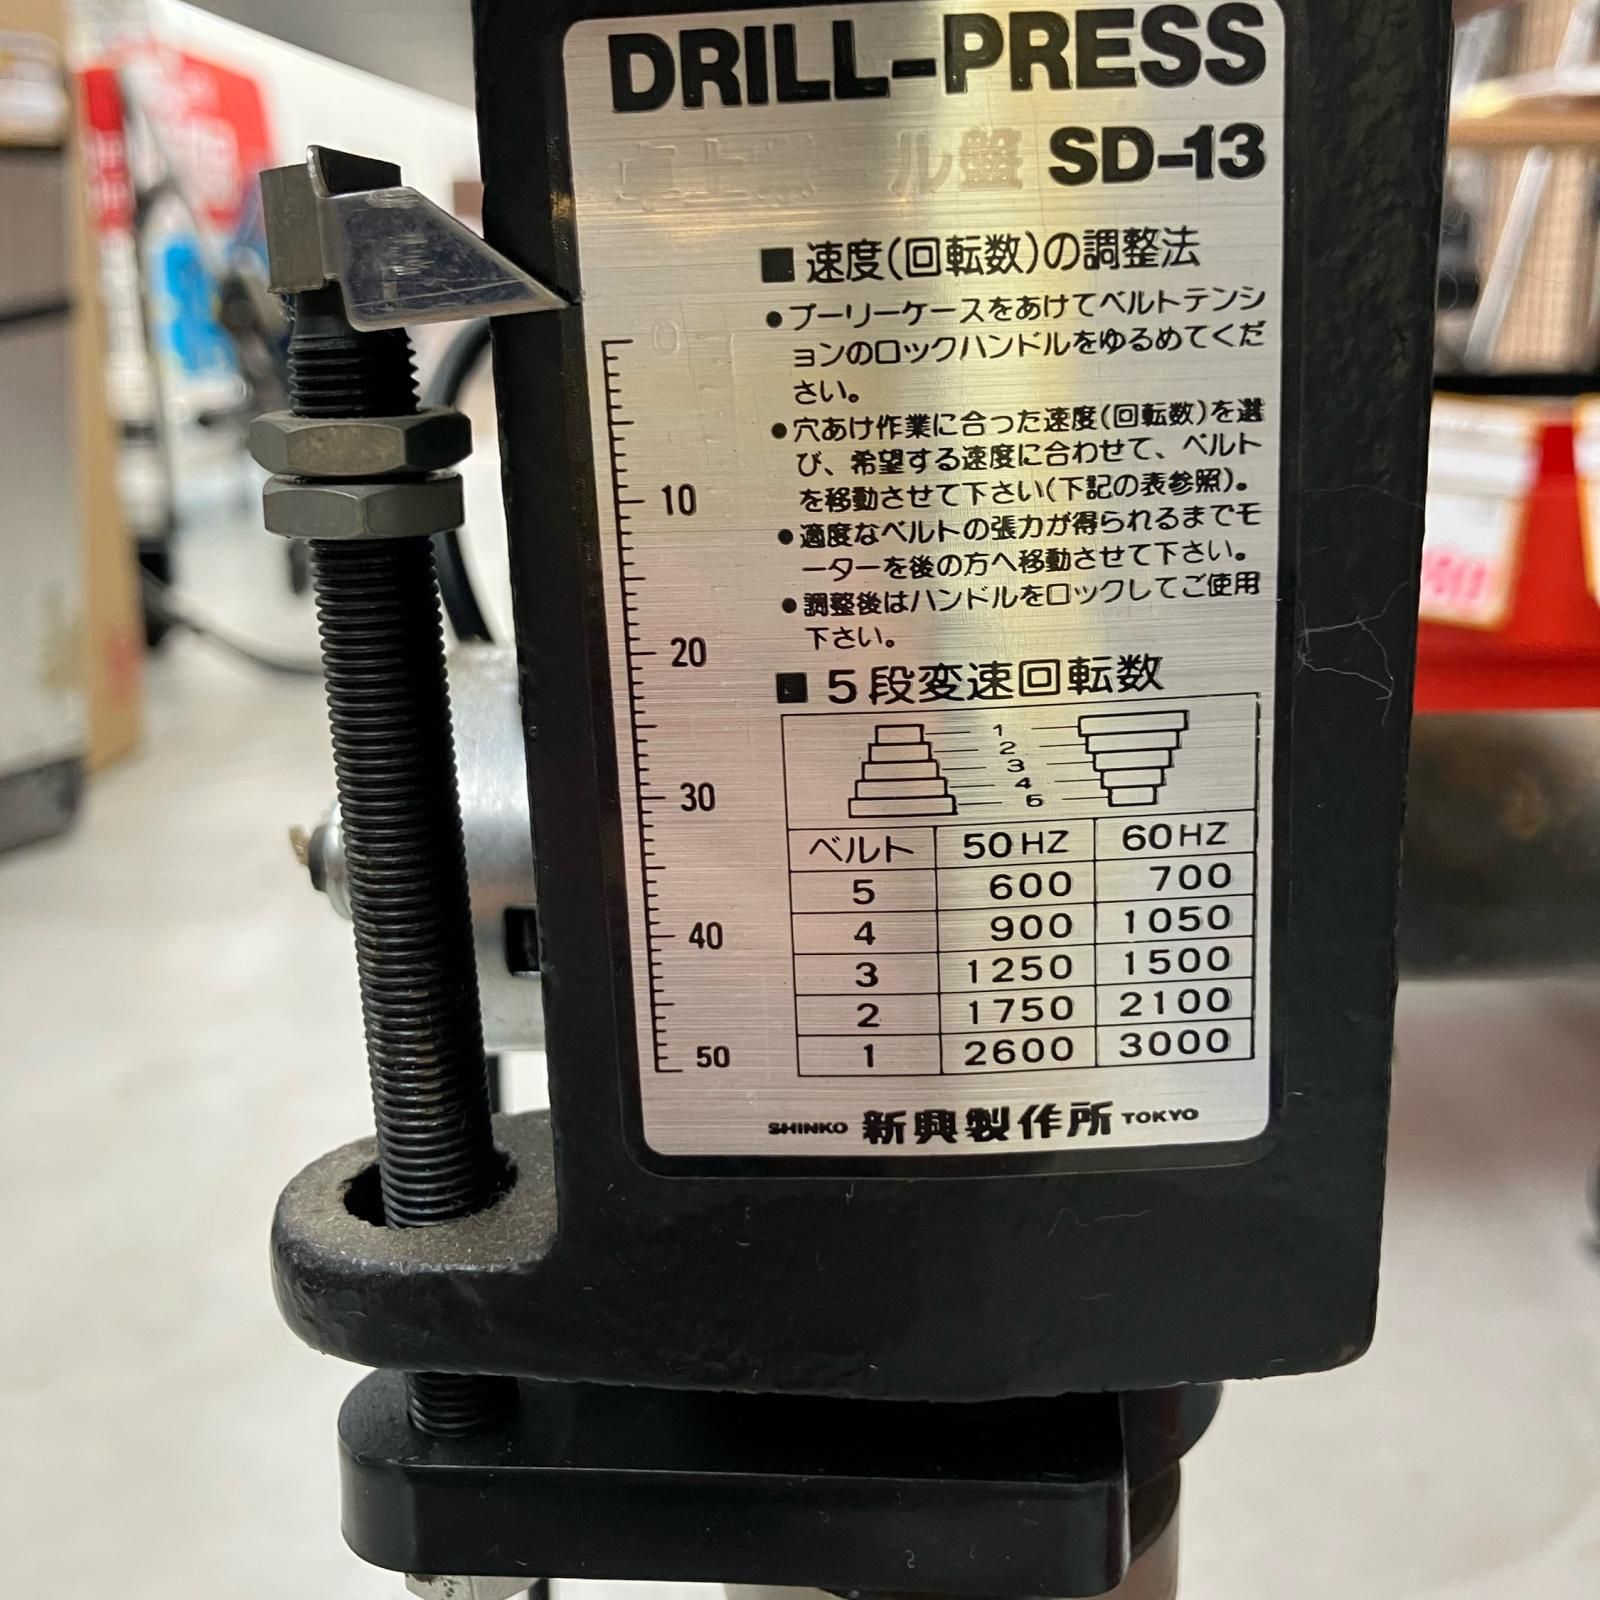 DRILL-PRESS
ル盤 SD-13
■ 速度(回転数)の調整法
●プーリーケースをあけてベルトテンシ
ョンのロックハンドルをゆるめてくだ
さい。
●穴あけ作業に合った速度(回転数)を選
び、希望する速度に合わせて、ベルト
を移動させて下さい(下記の表参照)。
●適度なベルトの張力が得られるまでモ
ーターを後の方へ移動させて下さい。
●調整後はハンドルをロックしてご使用
下さい。
0
10
20
30
40
50
■ 5段変速回転数
1
2
3
4
5
ベルト 50HZ 60HZ
5 600 700
4 900 1050
3 1250 1500
2 1750 2100
1 2600 3000
SHINKO 新興製作所 TOKYO